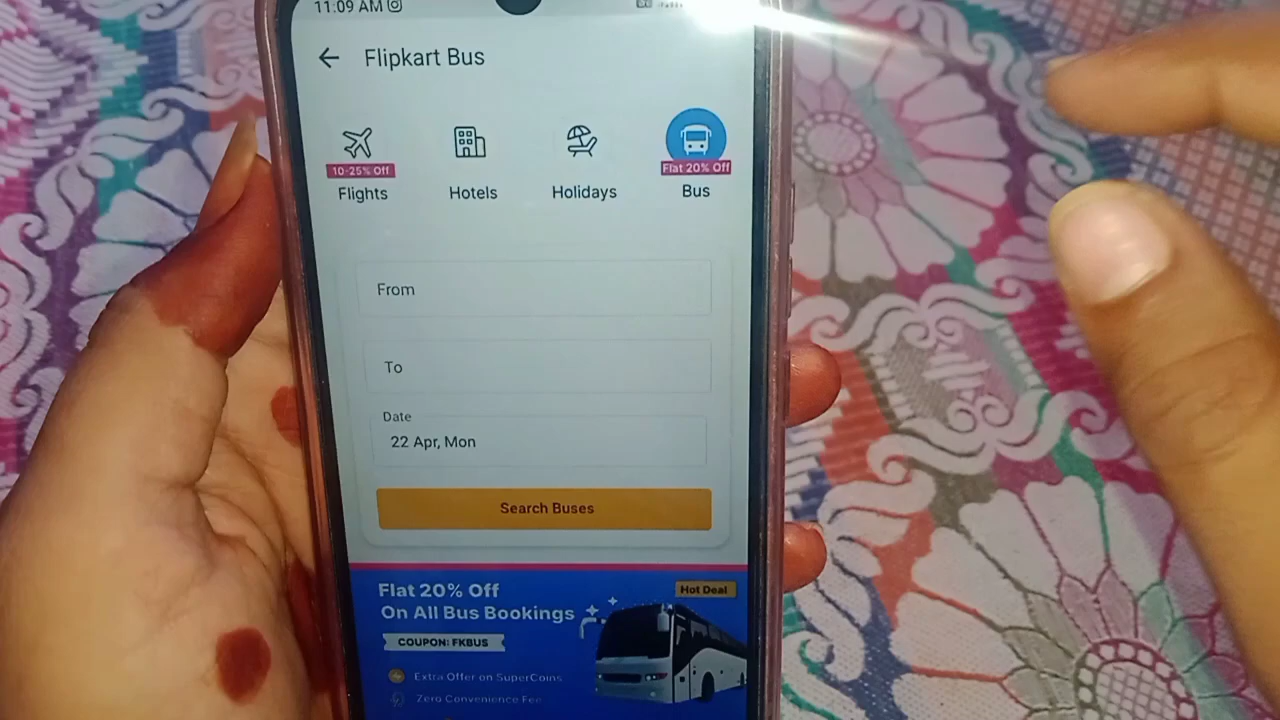 11:09 AM
Flipkart Bus
10-25% Off
Flat 20% Off
Flights
Hotels
Holidays
Bus
From
To
Date
22 Apr, Mon
Search Buses
Flat 20% Off
On All Bus Bookings
Hot Deal
COUPON: FKBUS
Extra Offer on SuperCoins
Zero Convenience Fee